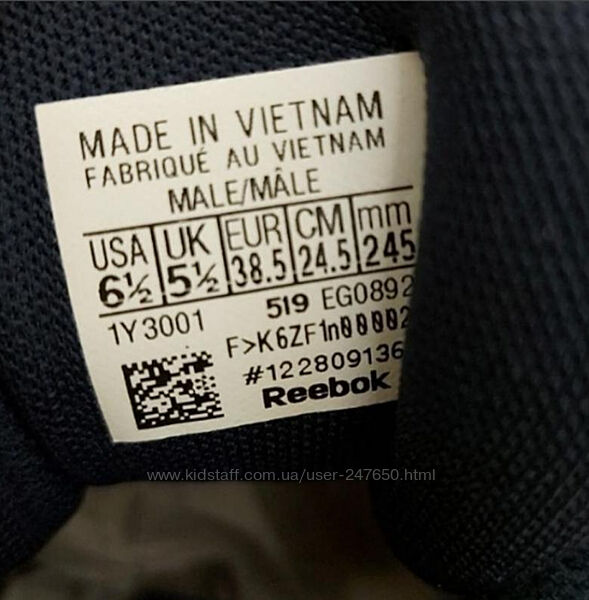 MADE IN VIETNAM
FABRIQUÉ AU VIETNAM
MALE/MÂLE
USA UK EUR CM mm
6½ 5½ 38.5 24.5 245
519 EG0892
1Y3001
F>K6ZF1n00002
#122809136
Reebok
www.kidstaff.com.ua/user-247650.html